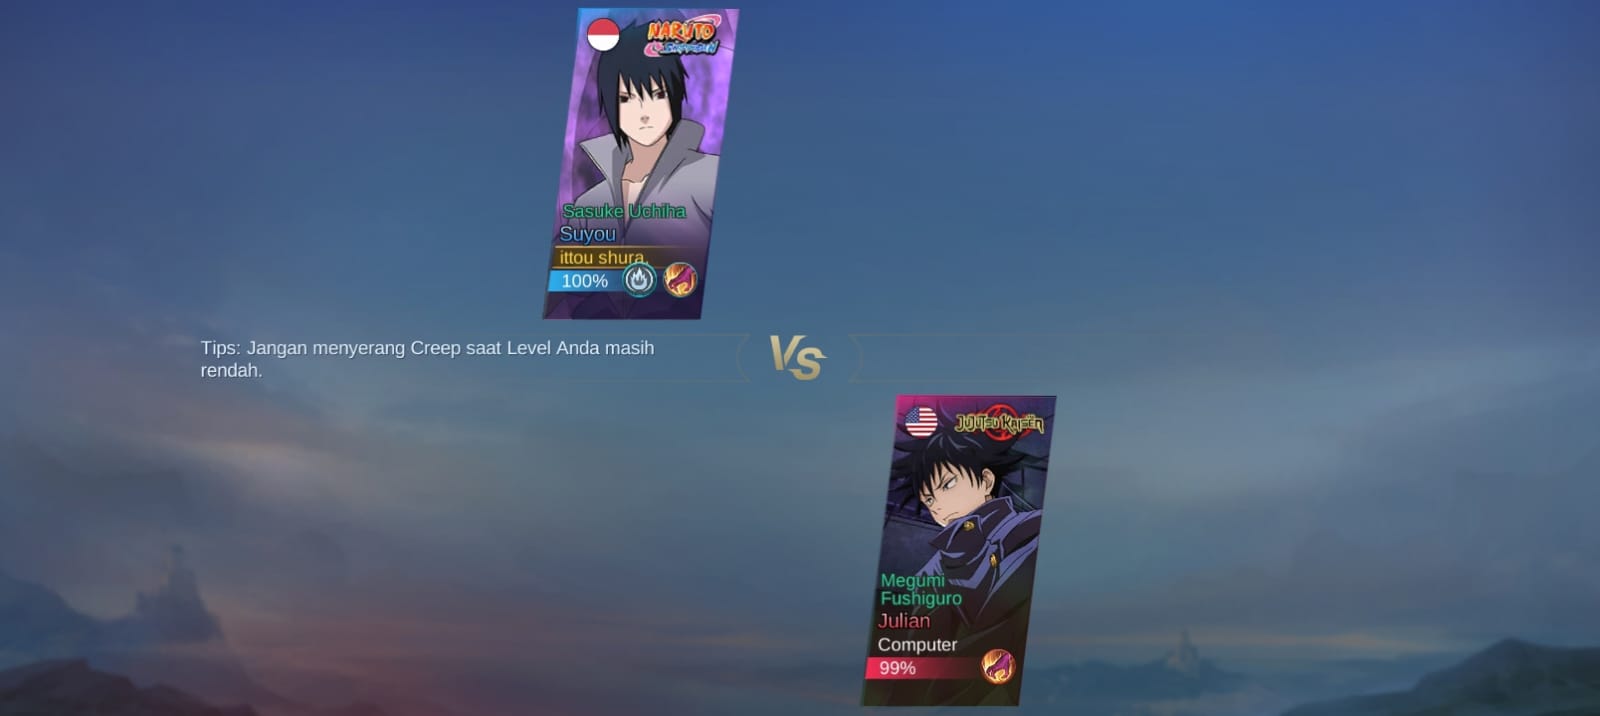 NARUTO
SHIPPUDEN
Sasuke Uchiha
Suyou
ittou shura,
100%
Tips: Jangan menyerang Creep saat Level Anda masih
rendah.
VS
JUJUTSU KAISEN
Megumi
Fushiguro
Julian
Computer
99%